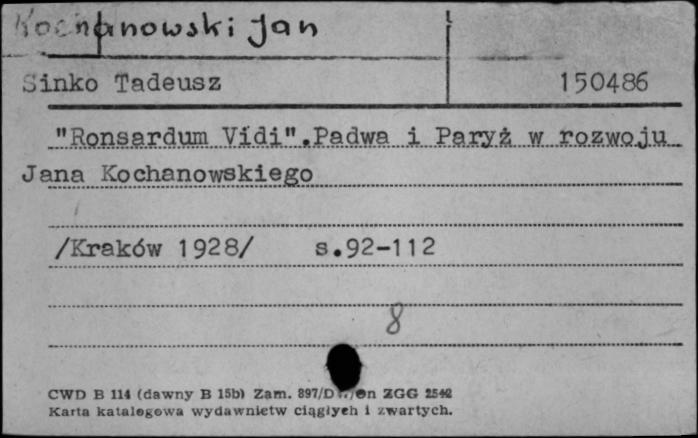 Kochanowski Jan
Sinko Tadeusz 150486
"Ronsardum Vidi".Padwa i Paryż w rozwoju
Jana Kochanowskiego
/Kraków 1928/ s.92-112
8
CWD B 114 (dawny B 15b) Zam. ZGG
Karta katalogowa wydawnictw ciągłych i zwartych.